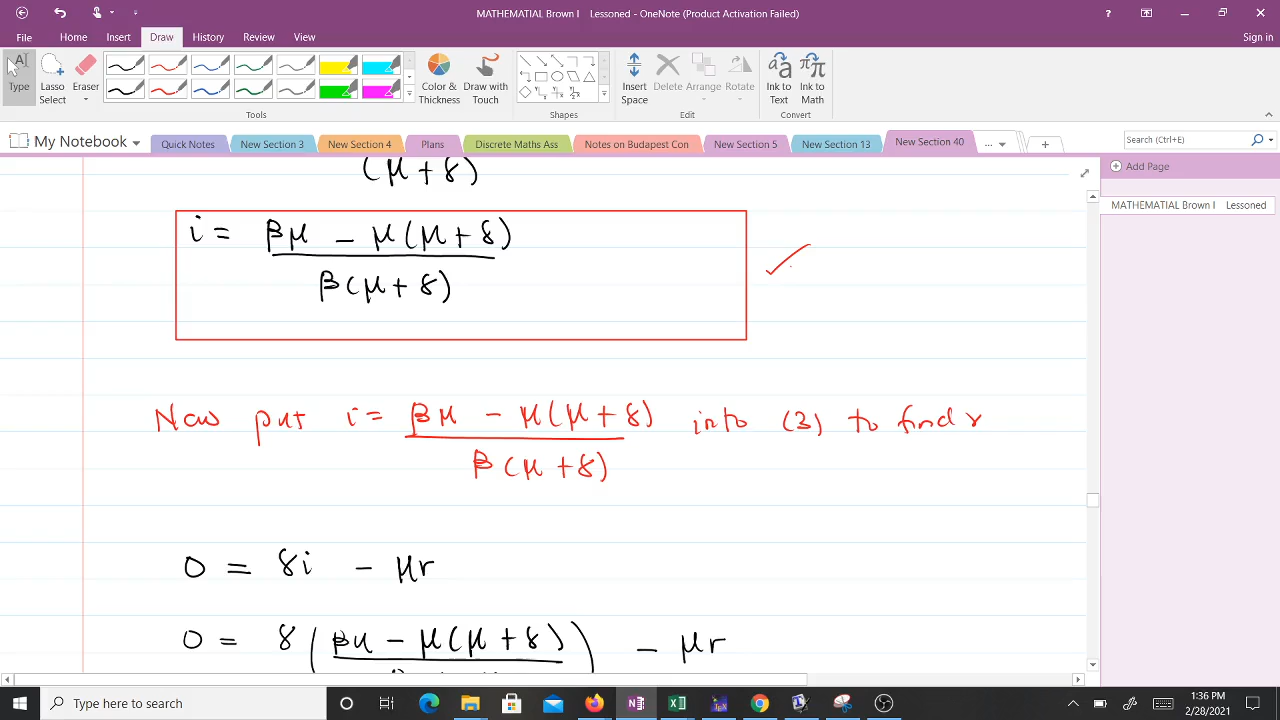 MATHEMATIAL Brown I Lessoned - OneNote (Product Activation Failed)
File Home Insert Draw History Review View Sign in
Type Lasso Select Eraser Color & Thickness Draw with Touch Insert Space Delete Arrange Rotate Ink to Text Ink to Math
Tools Shapes Edit Convert
My Notebook Quick Notes New Section 3 New Section 4 Plans Discrete Maths Ass Notes on Budapest Con New Section 5 New Section 13 New Section 40 Search (Ctrl+E)
Add Page
MATHEMATIAL Brown I Lessoned
(μ + γ)
i = βμ - μ(μ + γ)
β(μ + γ)
Now put i = βμ - μ(μ + γ) into (3) to find r
β(μ + γ)
0 = γi - μr
0 = γ(βμ - μ(μ + γ)) - μr
Type here to search
1:36 PM
2/28/2021